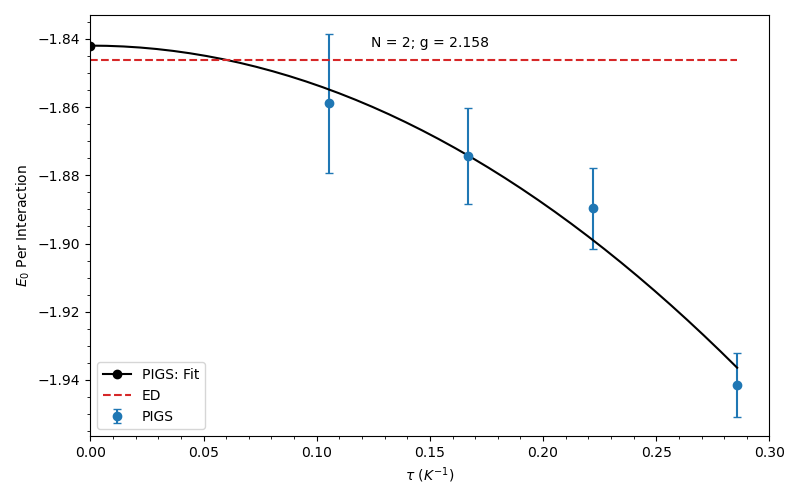 N = 2; g = 2.158
E₀ Per Interaction
−1.84
−1.86
−1.88
−1.90
−1.92
−1.94
PIGS: Fit
ED
PIGS
0.00 0.05 0.10 0.15 0.20 0.25 0.30
τ (K⁻¹)